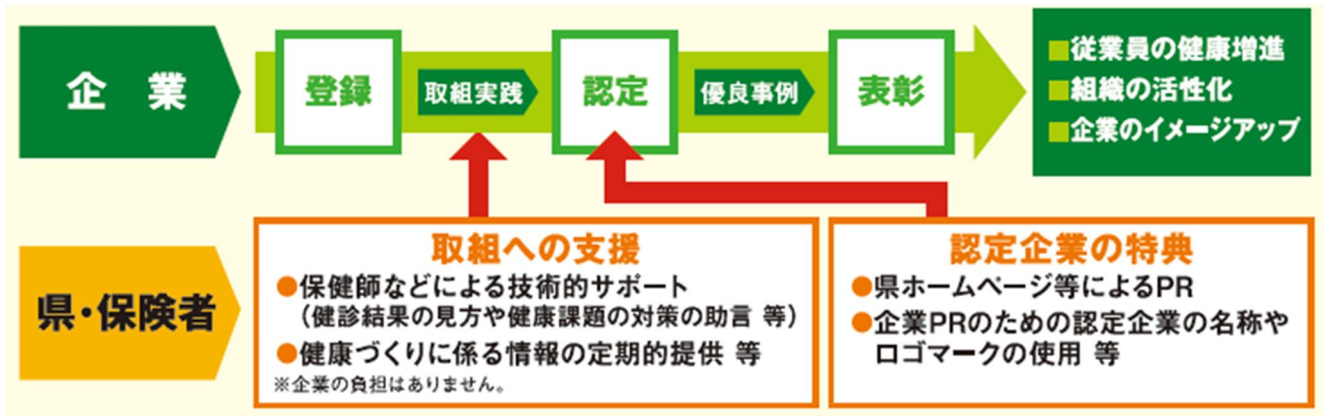 企 業
登録
取組実践
認定
優良事例
表彰
■従業員の健康増進
■組織の活性化
■企業のイメージアップ
県・保険者
取組への支援
●保健師などによる技術的サポート
(健診結果の見方や健康課題の対策の助言 等)
●健康づくりに係る情報の定期的提供 等
※企業の負担はありません。
認定企業の特典
●県ホームページ等によるPR
●企業PRのための認定企業の名称や
ロゴマークの使用 等